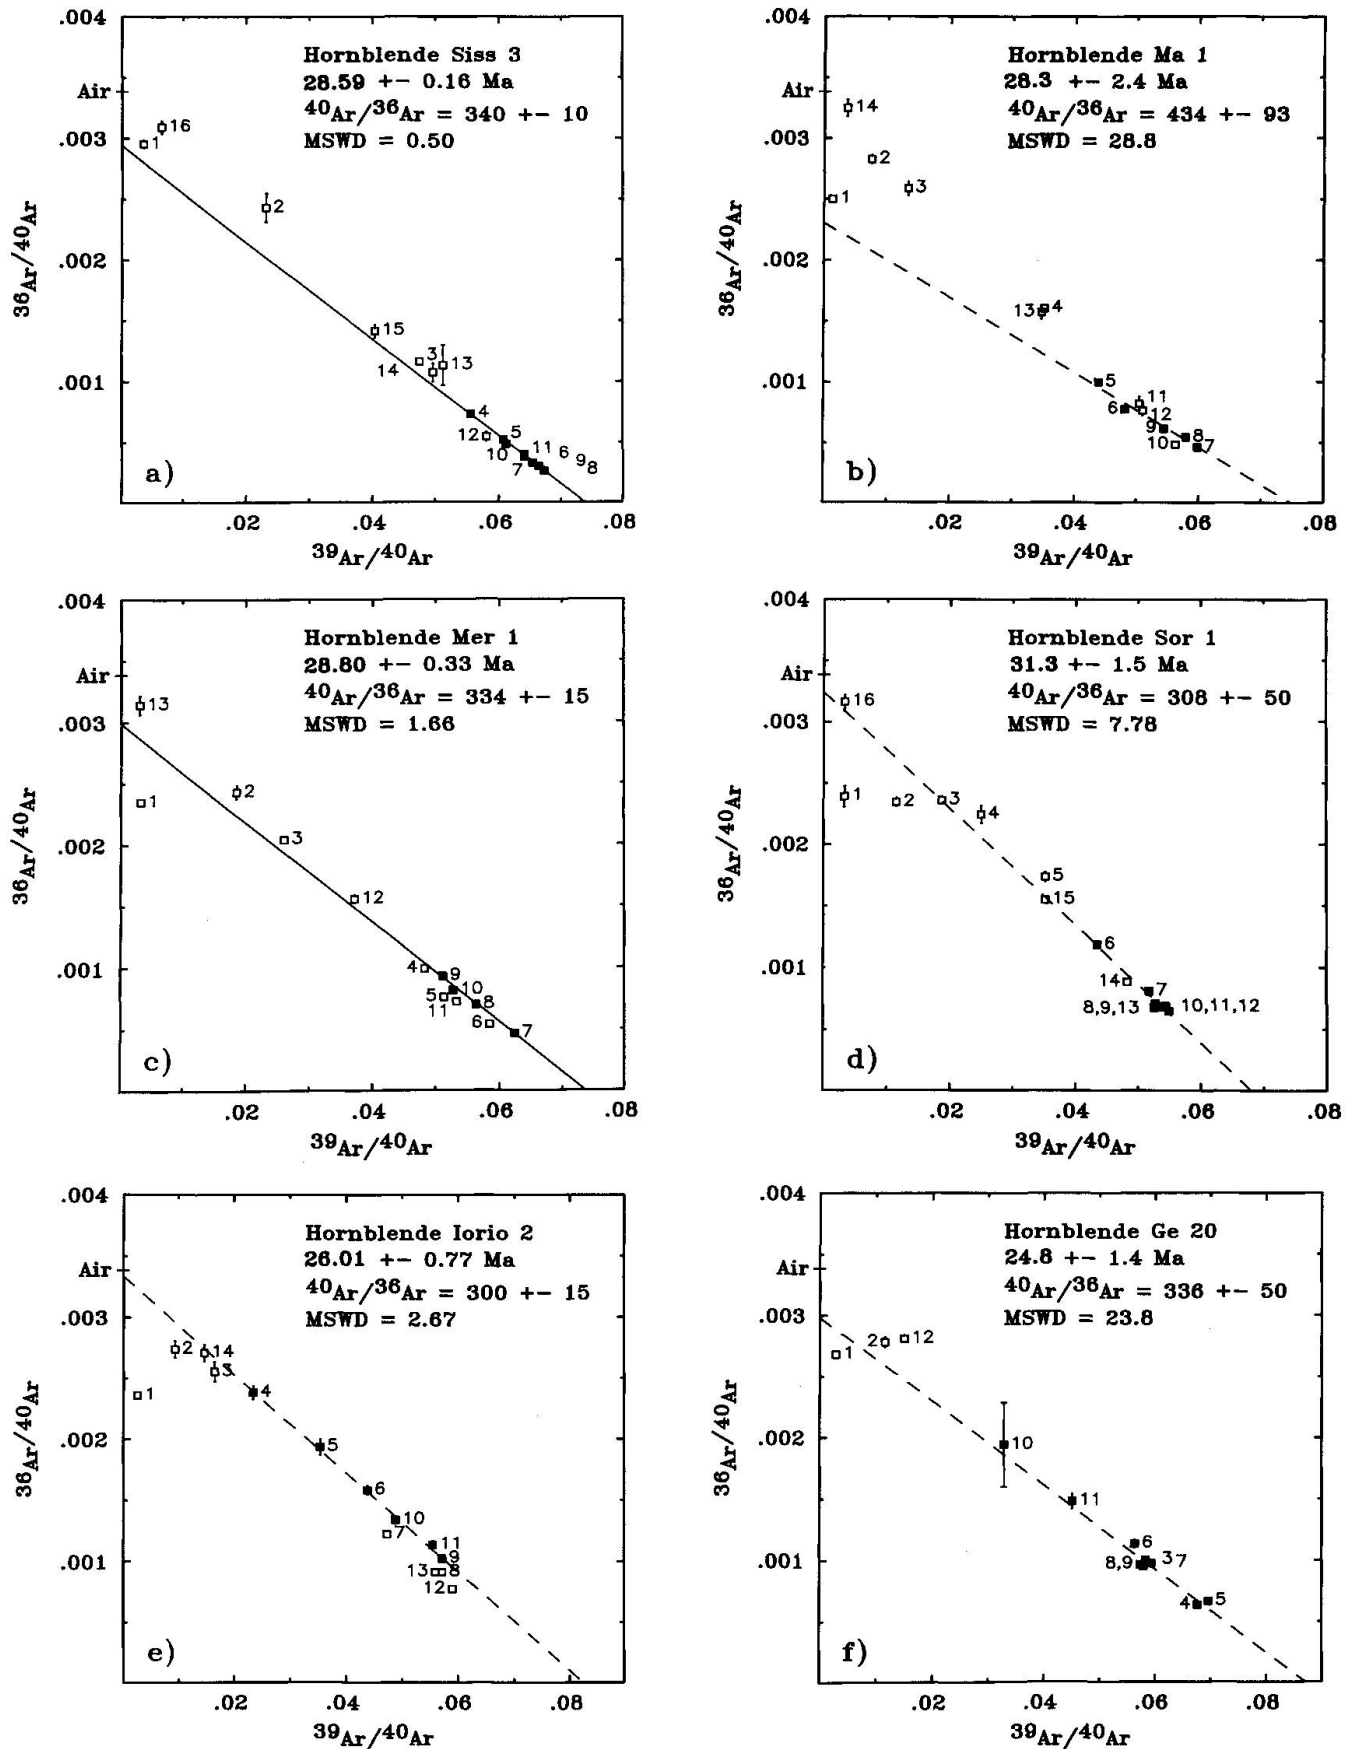 .004
Air
.003
.002
.001
36Ar/40Ar
Hornblende Siss 3
28.59 +- 0.16 Ma
40Ar/36Ar = 340 +- 10
MSWD = 0.50
16
1
2
15
3
13
14
4
12
5
10
11
6
9
8
7
a)
.02 .04 .06 .08
39Ar/40Ar
.004
Air
.003
.002
.001
36Ar/40Ar
Hornblende Ma 1
28.3 +- 2.4 Ma
40Ar/36Ar = 434 +- 93
MSWD = 28.8
14
2
3
1
13
4
5
11
6
12
9
8
10
7
b)
.02 .04 .06 .08
39Ar/40Ar
.004
Air
.003
.002
.001
36Ar/40Ar
Hornblende Mer 1
28.80 +- 0.33 Ma
40Ar/36Ar = 334 +- 15
MSWD = 1.66
13
1
2
3
12
4
9
5
10
11
8
6
7
c)
.02 .04 .06 .08
39Ar/40Ar
.004
Air
.003
.002
.001
36Ar/40Ar
Hornblende Sor 1
31.3 +- 1.5 Ma
40Ar/36Ar = 308 +- 50
MSWD = 7.78
16
1
2
3
4
5
15
6
14
7
8,9,13
10,11,12
d)
.02 .04 .06 .08
39Ar/40Ar
.004
Air
.003
.002
.001
36Ar/40Ar
Hornblende Iorio 2
26.01 +- 0.77 Ma
40Ar/36Ar = 300 +- 15
MSWD = 2.67
2
14
3
1
4
5
6
10
7
11
9
13
8
12
e)
.02 .04 .06 .08
39Ar/40Ar
.004
Air
.003
.002
.001
36Ar/40Ar
Hornblende Ge 20
24.8 +- 1.4 Ma
40Ar/36Ar = 336 +- 50
MSWD = 23.8
2
12
1
10
11
6
8,9
3
7
4
5
f)
.02 .04 .06 .08
39Ar/40Ar